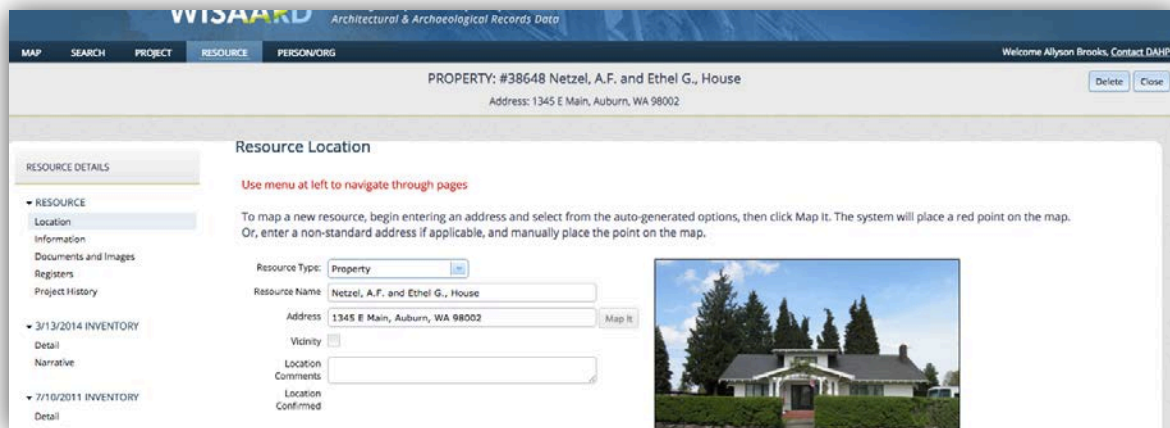 WISAARD
Architectural & Archaeological Records Data
MAP SEARCH PROJECT RESOURCE PERSON/ORG Welcome Allyson Brooks, Contact DAHP
PROPERTY: #38648 Netzel, A.F. and Ethel G., House
Delete Close
Address: 1345 E Main, Auburn, WA 98002
RESOURCE DETAILS
RESOURCE
Location
Information
Documents and Images
Registers
Project History
3/13/2014 INVENTORY
Detail
Narrative
7/10/2011 INVENTORY
Detail
Resource Location
Use menu at left to navigate through pages
To map a new resource, begin entering an address and select from the auto-generated options, then click Map It. The system will place a red point on the map.
Or, enter a non-standard address if applicable, and manually place the point on the map.
Resource Type: Property
Resource Name Netzel, A.F. and Ethel G., House
Address 1345 E Main, Auburn, WA 98002 Map It
Vicinity
Location
Comments
Location
Confirmed